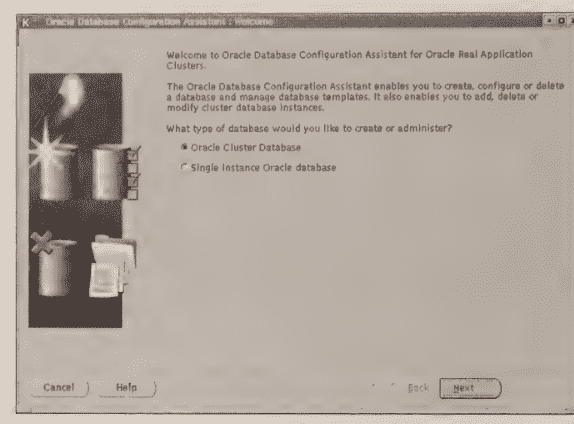 Oracle Database Configuration Assistant : Welcome
Welcome to Oracle Database Configuration Assistant for Oracle Real Application
Clusters.
The Oracle Database Configuration Assistant enables you to create, configure or delete
a database and manage database templates. It also enables you to add, delete or
modify cluster database instances.
What type of database would you like to create or administer?
Oracle Cluster Database
Single Instance Oracle database
Cancel
Help
Back
Next